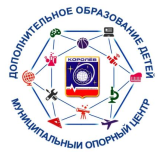 ДОПОЛНИТЕЛЬНОЕ ОБРАЗОВАНИЕ ДЕТЕЙ
КОРОЛЁВ
МУНИЦИПАЛЬНЫЙ ОПОРНЫЙ ЦЕНТР